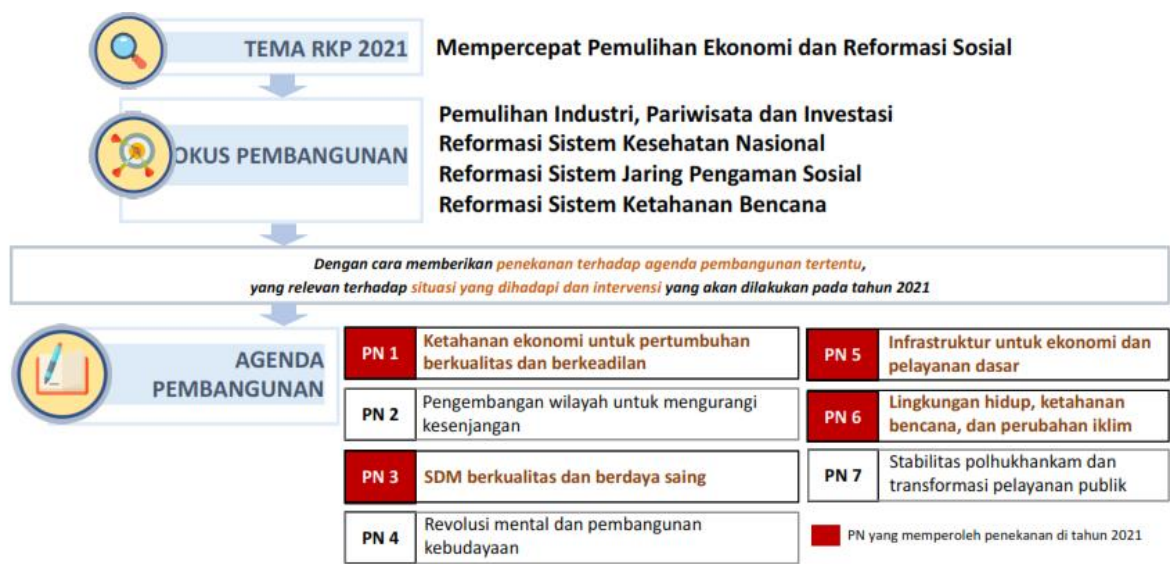 TEMA RKP 2021
Mempercepat Pemulihan Ekonomi dan Reformasi Sosial
OKUS PEMBANGUNAN
Pemulihan Industri, Pariwisata dan Investasi
Reformasi Sistem Kesehatan Nasional
Reformasi Sistem Jaring Pengaman Sosial
Reformasi Sistem Ketahanan Bencana
Dengan cara memberikan penekanan terhadap agenda pembangunan tertentu,
yang relevan terhadap situasi yang dihadapi dan intervensi yang akan dilakukan pada tahun 2021
AGENDA
PEMBANGUNAN
PN 1
Ketahanan ekonomi untuk pertumbuhan
berkualitas dan berkeadilan
PN 2
Pengembangan wilayah untuk mengurangi
kesenjangan
PN 3
SDM berkualitas dan berdaya saing
PN 4
Revolusi mental dan pembangunan
kebudayaan
PN 5
Infrastruktur untuk ekonomi dan
pelayanan dasar
PN 6
Lingkungan hidup, ketahanan
bencana, dan perubahan iklim
PN 7
Stabilitas polhukhankam dan
transformasi pelayanan publik
PN yang memperoleh penekanan di tahun 2021